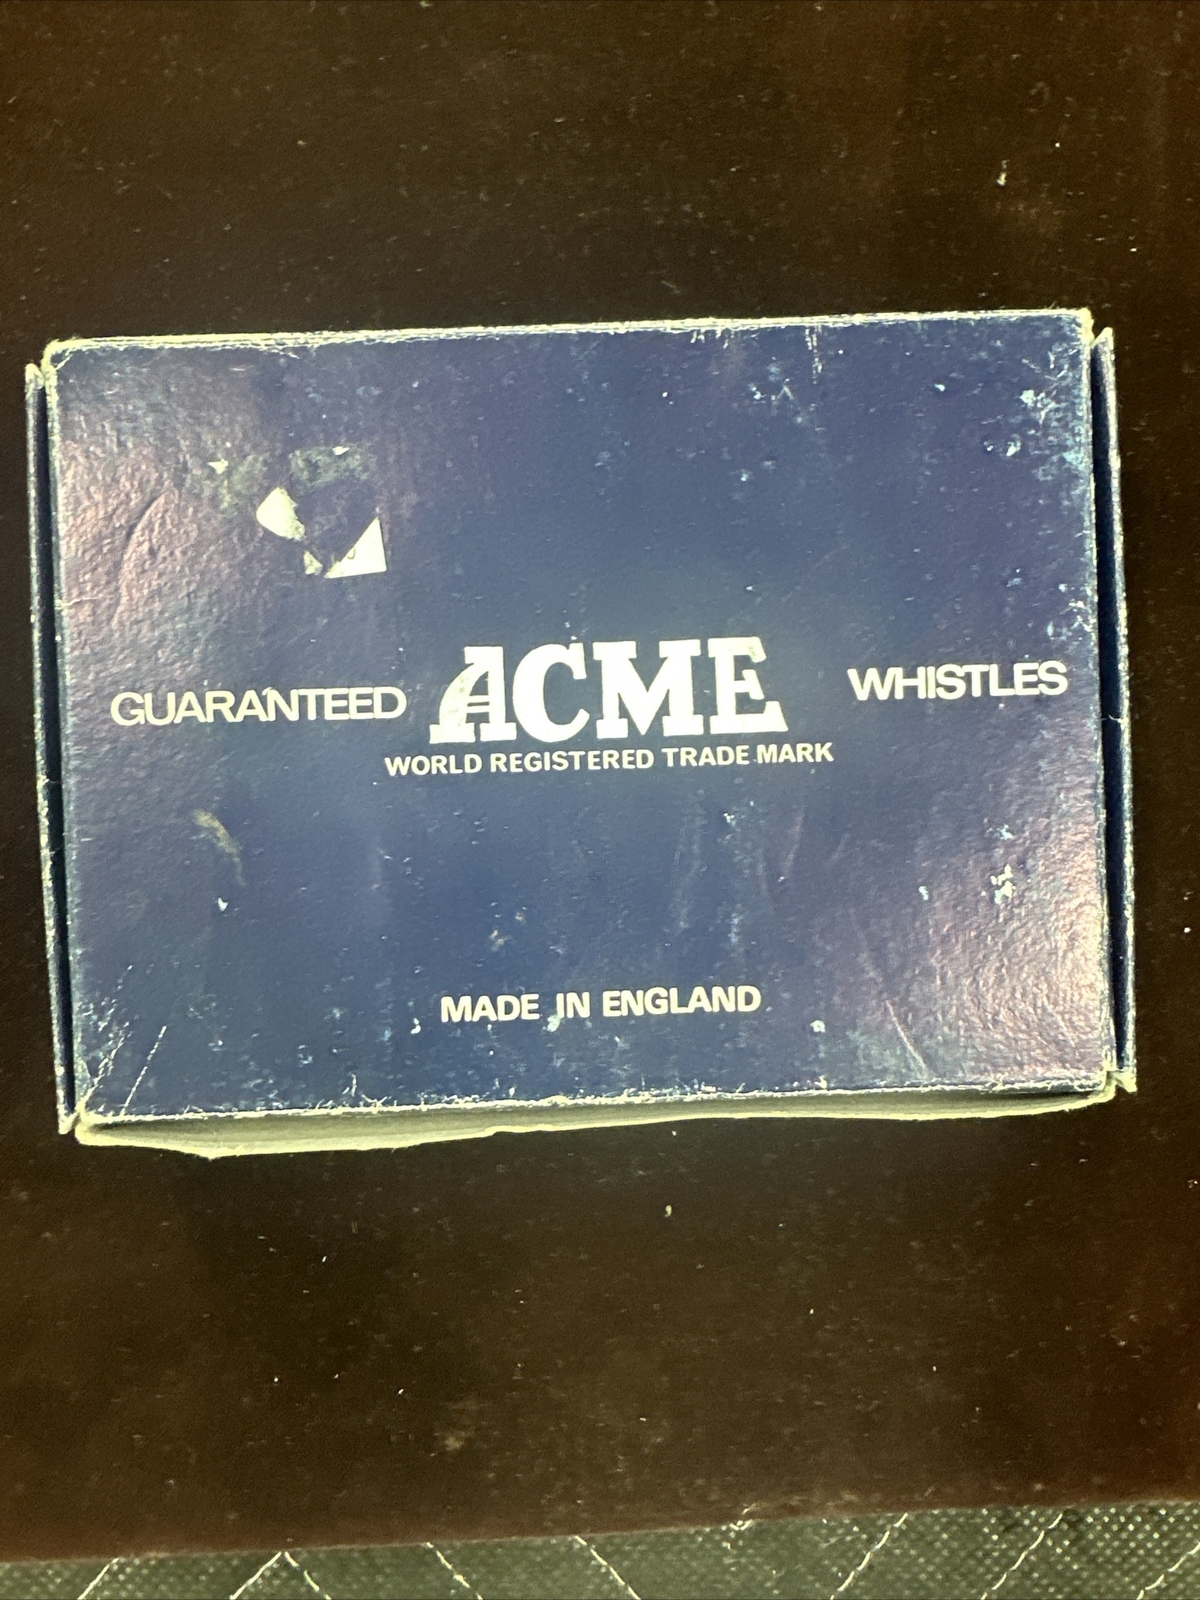 GUARANTEED ACME WHISTLES
WORLD REGISTERED TRADE MARK
MADE IN ENGLAND